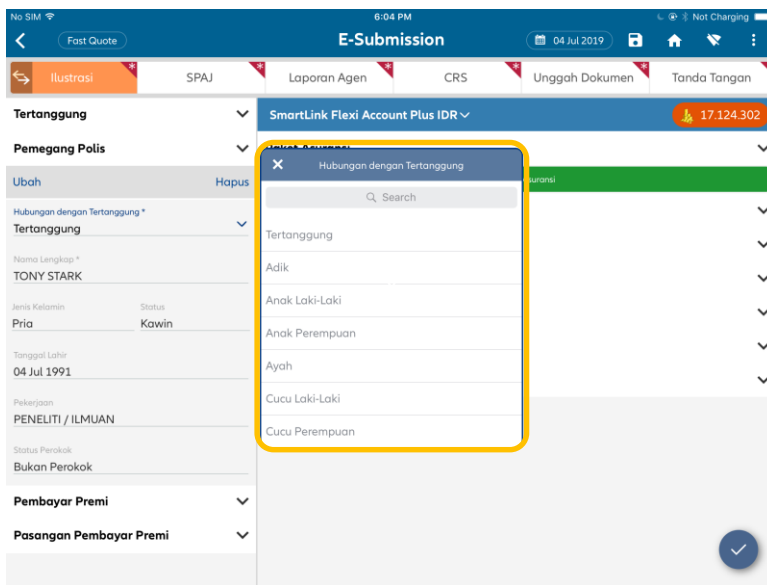 No SIM 6:04 PM Not Charging
Fast Quote E-Submission 04 Jul 2019
Ilustrasi * SPAJ * Laporan Agen * CRS * Unggah Dokumen * Tanda Tangan
Tertanggung
SmartLink Flexi Account Plus IDR 17.124.302
Pemegang Polis
Paket Asuransi
Hubungan dengan Tertanggung
Ubah Hapus
Search
Hubungan dengan Tertanggung *
Tertanggung
Tertanggung
Nama Lengkap *
TONY STARK
Adik
Jenis Kelamin Status
Pria Kawin
Anak Laki-Laki
Anak Perempuan
Tanggal Lahir
04 Jul 1991
Ayah
Pekerjaan
PENELITI / ILMUAN
Cucu Laki-Laki
Cucu Perempuan
Status Perokok
Bukan Perokok
Pembayar Premi
Pasangan Pembayar Premi